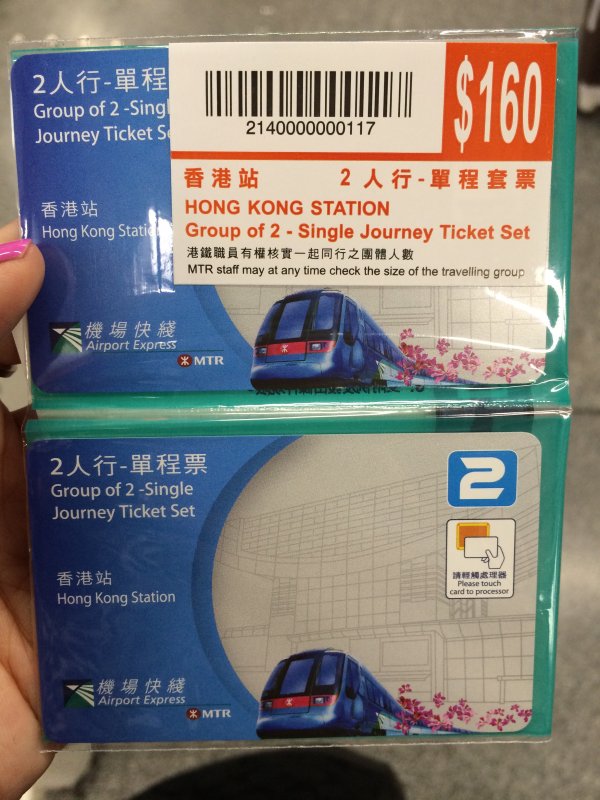 2人行-單程
Group of 2 -Singl
Journey Ticket Se
香港站
Hong Kong Station
機場快綫
Airport Express
MTR
2140000000117
$160
香港站 2人行-單程套票
HONG KONG STATION
Group of 2 - Single Journey Ticket Set
港鐵職員有權核實一起同行之團體人數
MTR staff may at any time check the size of the travelling group
2人行-單程票
Group of 2 -Single
Journey Ticket Set
香港站
Hong Kong Station
機場快綫
Airport Express
MTR
2
請輕觸處理器
Please touch
card to processor